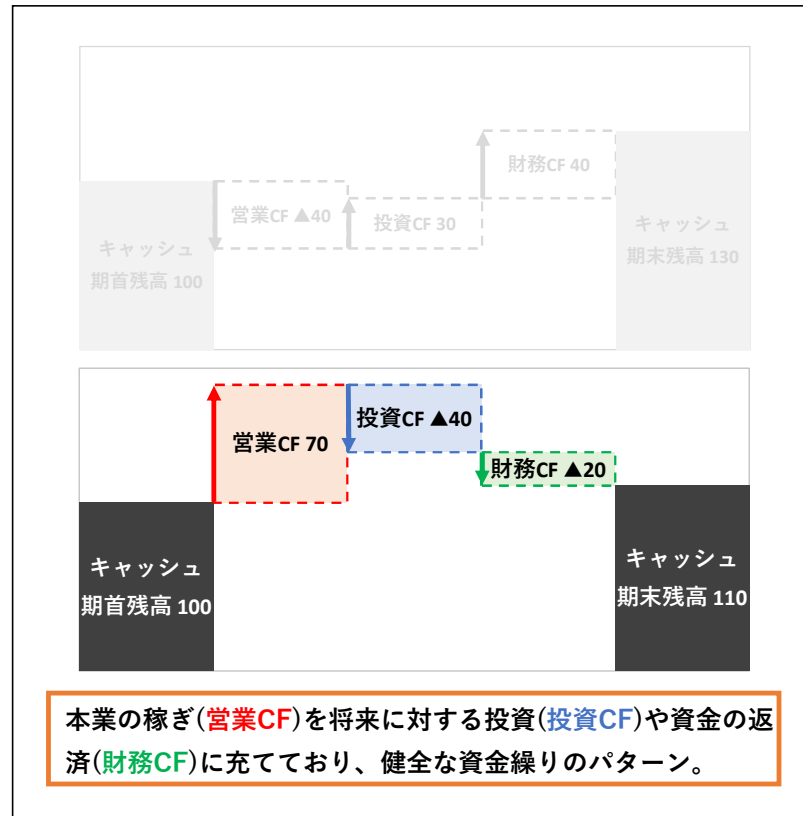 財務CF 40
営業CF ▲40
投資CF 30
キャッシュ
期首残高 100
キャッシュ
期末残高 130
投資CF ▲40
営業CF 70
財務CF ▲20
キャッシュ
期首残高 100
キャッシュ
期末残高 110
本業の稼ぎ(営業CF)を将来に対する投資(投資CF)や資金の返
済(財務CF)に充てており、健全な資金繰りのパターン。